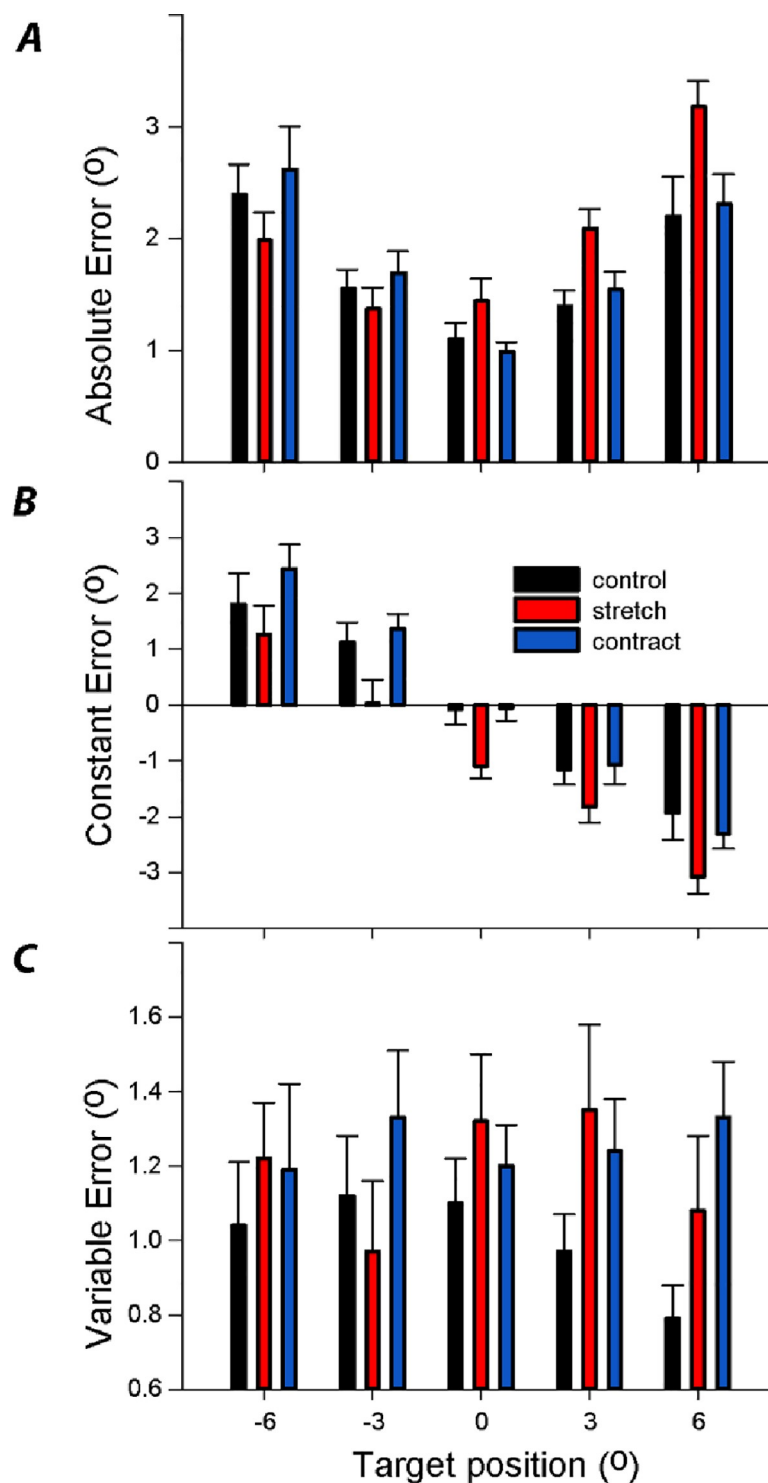 A
Absolute Error (º)
3
2
1
0
B
Constant Error (º)
3
2
1
0
-1
-2
-3
control
stretch
contract
C
Variable Error (º)
1.6
1.4
1.2
1.0
0.8
0.6
-6 -3 0 3 6
Target position (º)